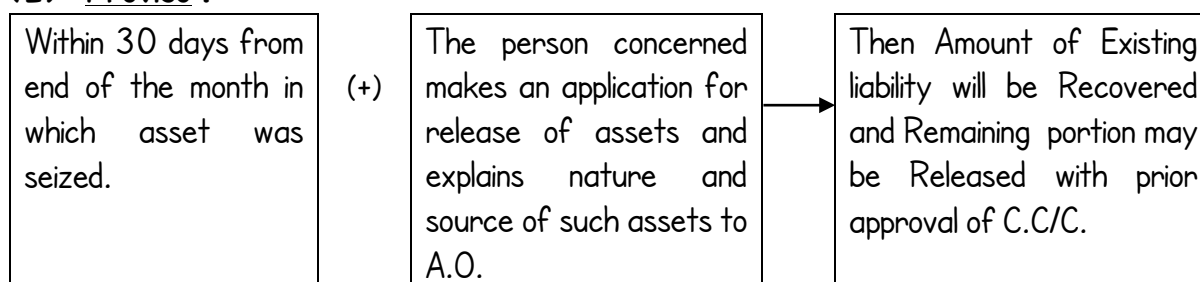 Within 30 days from
end of the month in
which asset was
seized.
(+)
The person concerned
makes an application for
release of assets and
explains nature and
source of such assets to
A.O.
Then Amount of Existing
liability will be Recovered
and Remaining portion may
be Released with prior
approval of C.C/C.